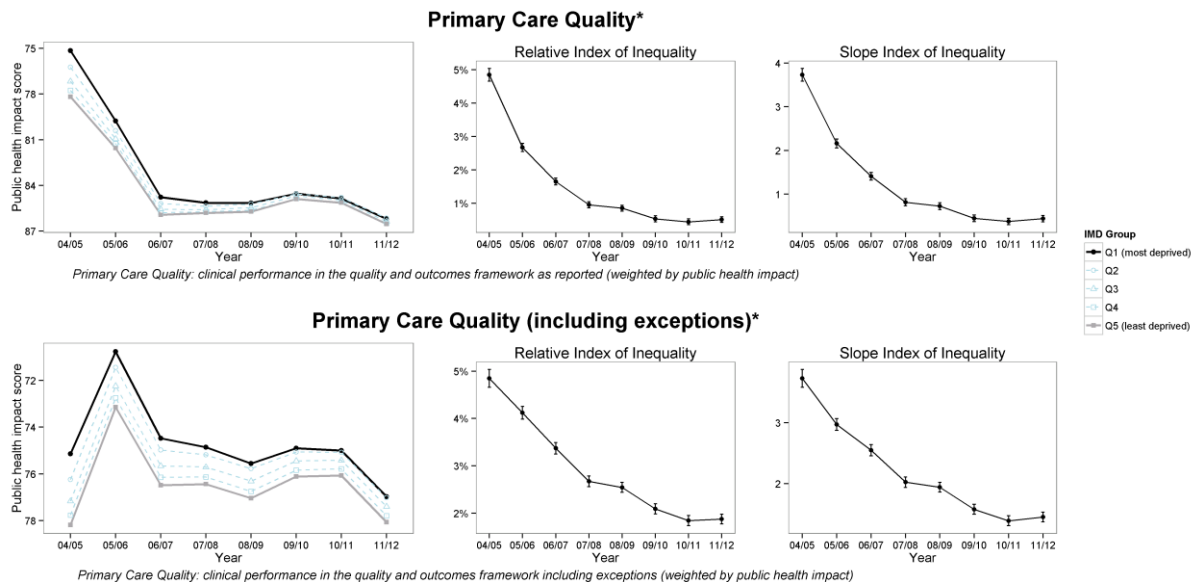 Primary Care Quality*
Public health impact score
75
78
81
84
87
04/05 05/06 06/07 07/08 08/09 09/10 10/11 11/12
Year
Relative Index of Inequality
5%
4%
3%
2%
1%
04/05 05/06 06/07 07/08 08/09 09/10 10/11 11/12
Year
Slope Index of Inequality
4
3
2
1
04/05 05/06 06/07 07/08 08/09 09/10 10/11 11/12
Year
Primary Care Quality: clinical performance in the quality and outcomes framework as reported (weighted by public health impact)
IMD Group
Q1 (most deprived)
Q2
Q3
Q4
Q5 (least deprived)
Primary Care Quality (including exceptions)*
Public health impact score
72
74
76
78
04/05 05/06 06/07 07/08 08/09 09/10 10/11 11/12
Year
Relative Index of Inequality
5%
4%
3%
2%
04/05 05/06 06/07 07/08 08/09 09/10 10/11 11/12
Year
Slope Index of Inequality
3
2
04/05 05/06 06/07 07/08 08/09 09/10 10/11 11/12
Year
Primary Care Quality: clinical performance in the quality and outcomes framework including exceptions (weighted by public health impact)